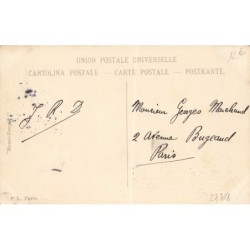 UNION POSTALE UNIVERSELLE
CARTOLINA POSTALE - CARTE POSTALE - POSTKARTE
J. R. D
Monsieur Georges Marchand
2 Avenue Bugeaud
Paris
P. L. Paris